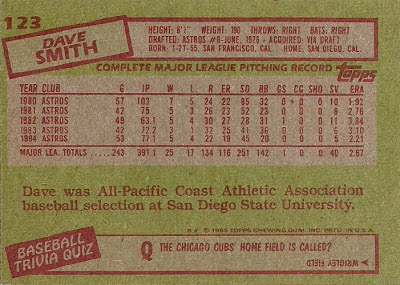 123
DAVE SMITH
HEIGHT: 6'1" WEIGHT: 190 THROWS: RIGHT BATS: RIGHT
DRAFTED: ASTROS #8-JUNE, 1976 - ACQUIRED: VIA DRAFT
BORN: 1-21-55, SAN FRANCISCO, CAL. HOME: SAN DIEGO, CAL.
COMPLETE MAJOR LEAGUE PITCHING RECORD topps
YEAR CLUB G IP W L R ER SO BB GS CG SHO SV ERA
1980 ASTROS 57 103 7 5 24 22 85 32 0 0 0 10 1.92
1981 ASTROS 42 75 5 3 26 23 52 23 0 0 0 8 2.76
1982 ASTROS 49 63.1 5 4 30 27 28 31 1 0 0 11 3.84
1983 ASTROS 42 72.2 3 1 32 25 41 36 0 0 0 6 3.10
1984 ASTROS 53 77.1 5 4 22 19 45 20 0 0 0 5 2.21
MAJOR LEA. TOTALS 243 391.1 25 17 134 116 251 142 1 0 0 40 2.67
Dave was All-Pacific Coast Athletic Association
baseball selection at San Diego State University.
© 1985 TOPPS CHEWING GUM, INC. PRTD. IN U.S.A.
BASEBALL TRIVIA QUIZ
Q THE CHICAGO CUBS' HOME FIELD IS CALLED?
WRIGLEY FIELD